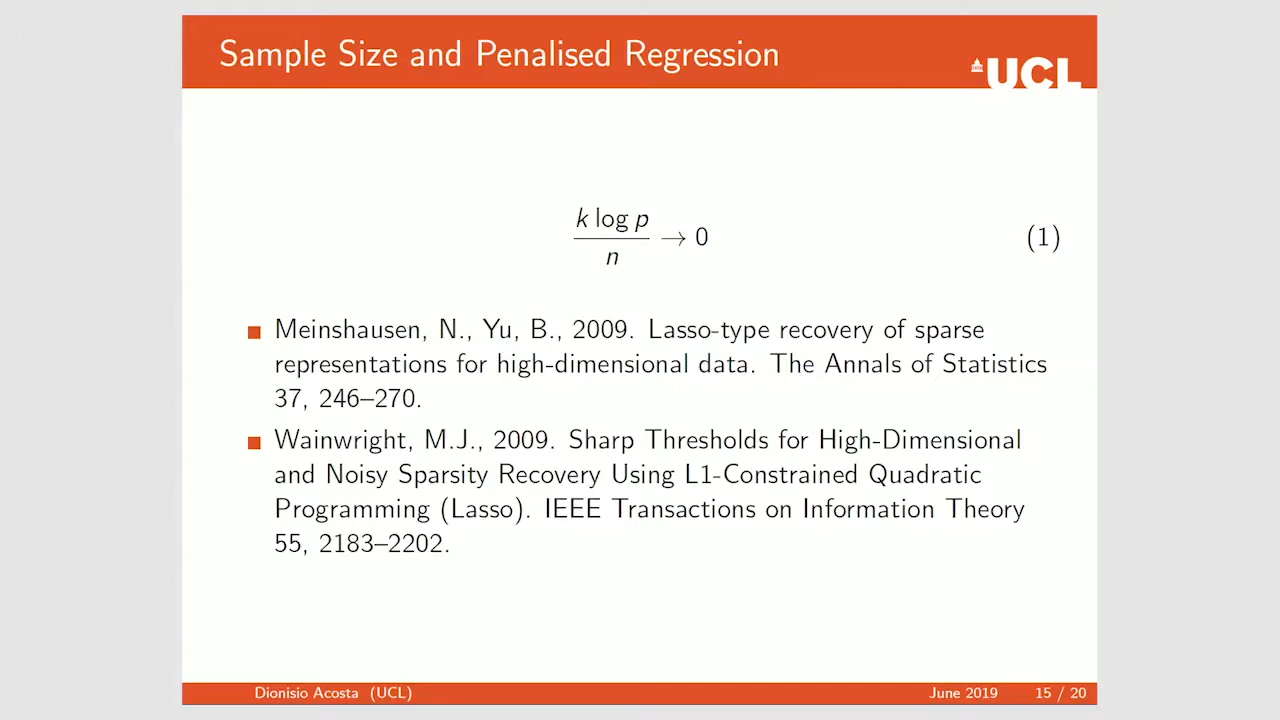 Sample Size and Penalised Regression
UCL
k log p
n
→ 0
(1)
Meinshausen, N., Yu, B., 2009. Lasso-type recovery of sparse
representations for high-dimensional data. The Annals of Statistics
37, 246–270.
Wainwright, M.J., 2009. Sharp Thresholds for High-Dimensional
and Noisy Sparsity Recovery Using L1-Constrained Quadratic
Programming (Lasso). IEEE Transactions on Information Theory
55, 2183–2202.
Dionisio Acosta (UCL)
June 2019 15 / 20